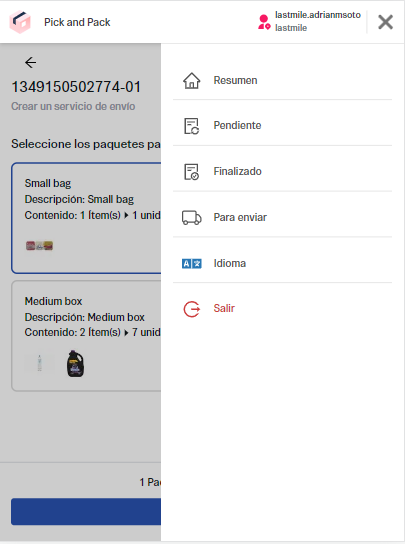 Pick and Pack
lastmile.adrianmsoto
lastmile
1349150502774-01
Crear un servicio de envío
Seleccione los paquetes pa
Small bag
Descripción: Small bag
Contenido: 1 Ítem(s) ▸ 1 unid
Medium box
Descripción: Medium box
Contenido: 2 Ítem(s) ▸ 7 unid
1 Pa
Resumen
Pendiente
Finalizado
Para enviar
Idioma
Salir